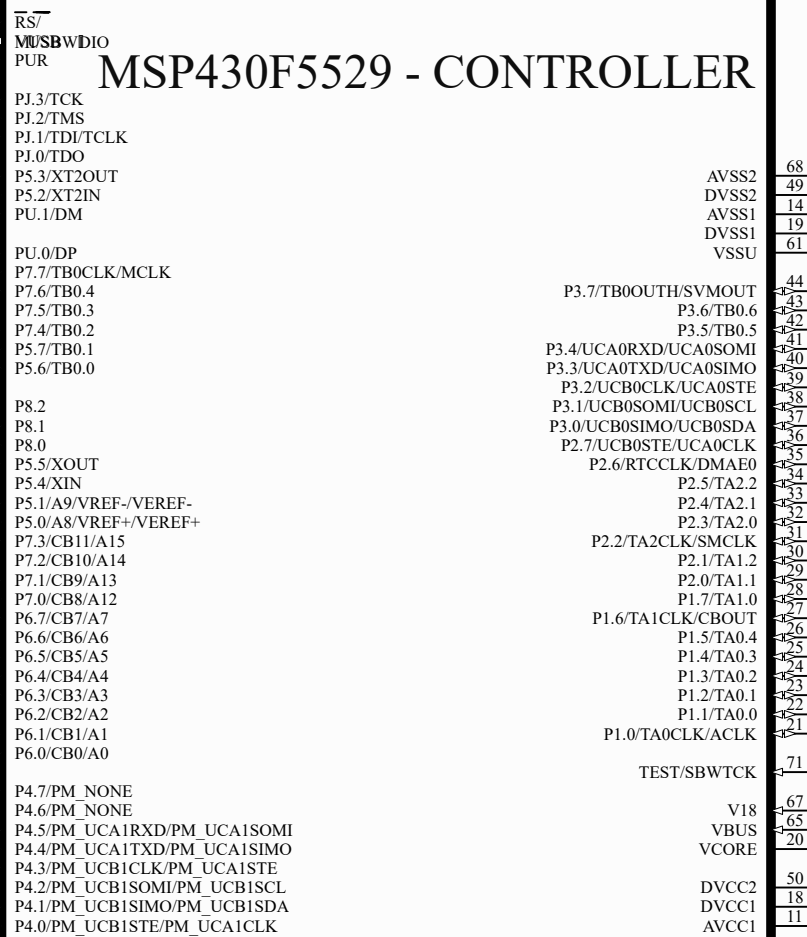 RS/
PUR
MSP430F5529 - CONTROLLER
PJ.3/TCK
PJ.2/TMS
PJ.1/TDI/TCLK
PJ.0/TDO
P5.3/XT2OUT
P5.2/XT2IN
PU.1/DM
PU.0/DP
P7.7/TB0CLK/MCLK
P7.6/TB0.4
P7.5/TB0.3
P7.4/TB0.2
P5.7/TB0.1
P5.6/TB0.0
P8.2
P8.1
P8.0
P5.5/XOUT
P5.4/XIN
P5.1/A9/VREF-/VEREF-
P5.0/A8/VREF+/VEREF+
P7.3/CB11/A15
P7.2/CB10/A14
P7.1/CB9/A13
P7.0/CB8/A12
P6.7/CB7/A7
P6.6/CB6/A6
P6.5/CB5/A5
P6.4/CB4/A4
P6.3/CB3/A3
P6.2/CB2/A2
P6.1/CB1/A1
P6.0/CB0/A0
P4.7/PM_NONE
P4.6/PM_NONE
P4.5/PM_UCA1RXD/PM_UCA1SOMI
P4.4/PM_UCA1TXD/PM_UCA1SIMO
P4.3/PM_UCB1CLK/PM_UCA1STE
P4.2/PM_UCB1SOMI/PM_UCB1SCL
P4.1/PM_UCB1SIMO/PM_UCB1SDA
P4.0/PM_UCB1STE/PM_UCA1CLK
AVSS2 68
DVSS2 49
AVSS1 14
DVSS1 19
VSSU 61
P3.7/TB0OUTH/SVMOUT 44
P3.6/TB0.6 43
P3.5/TB0.5 42
P3.4/UCA0RXD/UCA0SOMI 41
P3.3/UCA0TXD/UCA0SIMO 40
P3.2/UCB0CLK/UCA0STE 39
P3.1/UCB0SOMI/UCB0SCL 38
P3.0/UCB0SIMO/UCB0SDA 37
P2.7/UCB0STE/UCA0CLK 36
P2.6/RTCCLK/DMAE0 35
P2.5/TA2.2 34
P2.4/TA2.1 33
P2.3/TA2.0 32
P2.2/TA2CLK/SMCLK 31
P2.1/TA1.2 30
P2.0/TA1.1 29
P1.7/TA1.0 28
P1.6/TA1CLK/CBOUT 27
P1.5/TA0.4 26
P1.4/TA0.3 25
P1.3/TA0.2 24
P1.2/TA0.1 23
P1.1/TA0.0 22
P1.0/TA0CLK/ACLK 21
TEST/SBWTCK 71
V18 67
VBUS 65
VCORE 20
DVCC2 50
DVCC1 18
AVCC1 11